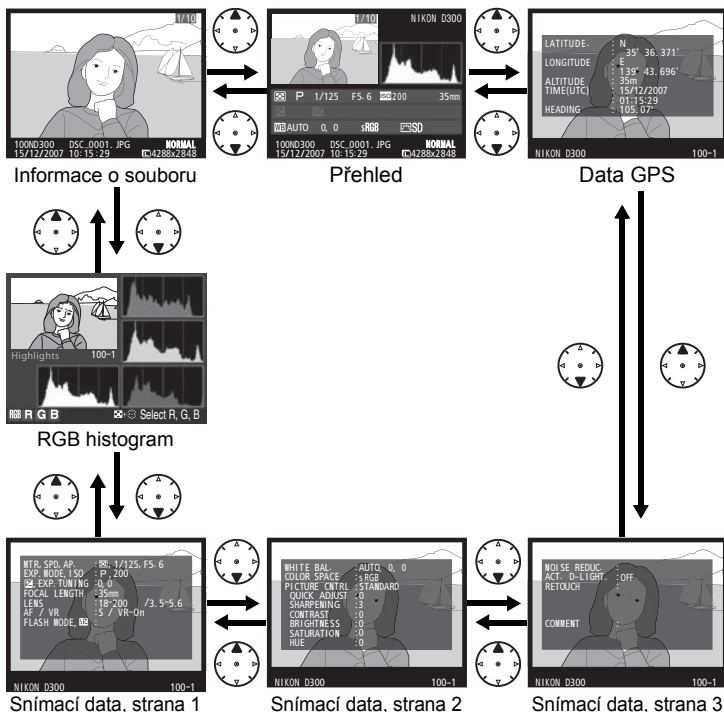 1/10
100ND300 DSC_0001.JPG NORMAL
15/12/2007 10:15:29 4288x2848
Informace o souboru
1/10 NIKON D300
P 1/125 F5.6 ISO 200 35mm
WB AUTO 0, 0 sRGB SD
100ND300 DSC_0001.JPG NORMAL
15/12/2007 10:15:29 4288x2848
Přehled
LATITUDE. : N
: 35° 36.371'
LONGITUDE : E
: 139° 43.696'
ALTITUDE : 35m
TIME(UTC) : 15/12/2007
: 01:15:29
HEADING : 105.07°
NIKON D300 100-1
Data GPS
Highlights 100-1
RGB R G B Select R, G, B
RGB histogram
MTR, SPD, AP. : , 1/125, F5.6
EXP. MODE, ISO : P, 200
, EXP. TUNING : 0, 0
FOCAL LENGTH : 35mm
LENS : 18-200 /3.5-5.6
AF / VR : S / VR-On
FLASH MODE, :
NIKON D300 100-1
Snímací data, strana 1
WHITE BAL. : AUTO, 0, 0
COLOR SPACE : sRGB
PICTURE CNTRL : STANDARD
QUICK ADJUST : 0
SHARPENING : 3
CONTRAST : 0
BRIGHTNESS : 0
SATURATION : 0
HUE : 0
NIKON D300 100-1
Snímací data, strana 2
NOISE REDUC. :
ACT. D-LIGHT. : OFF
RETOUCH :
COMMENT :
NIKON D300 100-1
Snímací data, strana 3